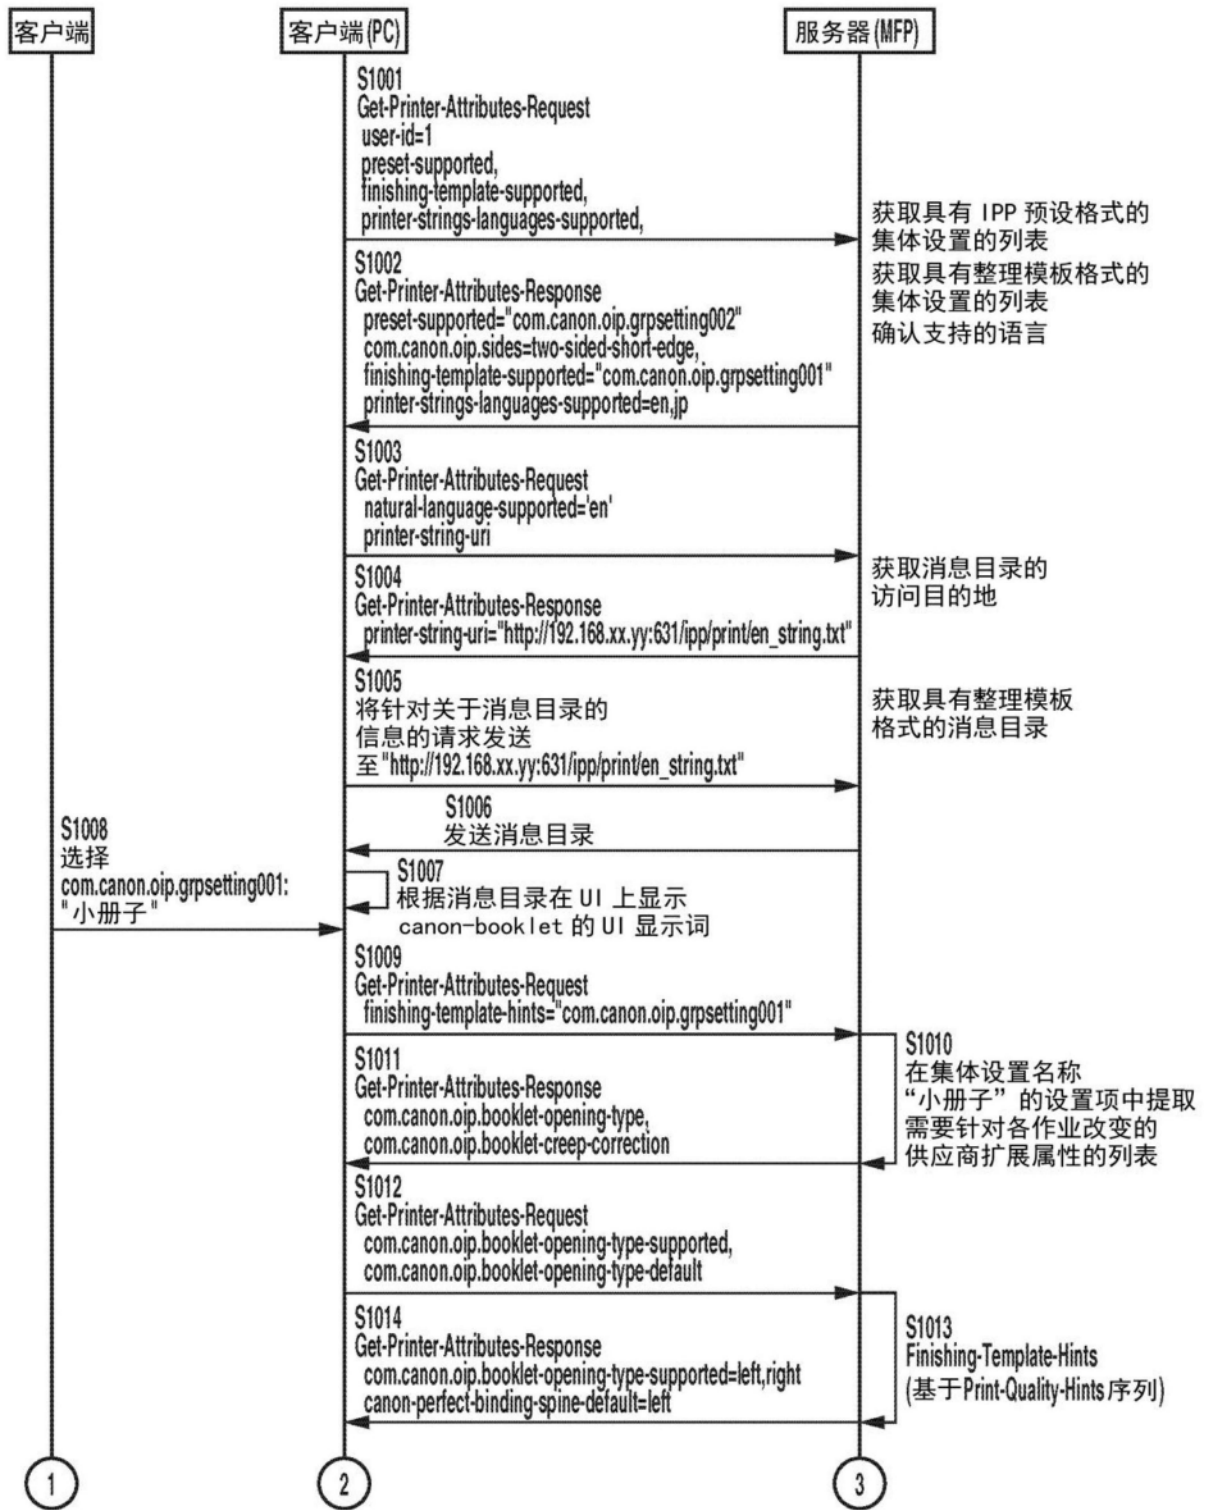 客户端
客户端(PC)
服务器(MFP)
S1001
Get-Printer-Attributes-Request
user-id=1
preset-supported,
finishing-template-supported,
printer-strings-languages-supported,
获取具有 IPP 预设格式的
集体设置的列表
获取具有整理模板格式的
集体设置的列表
确认支持的语言
S1002
Get-Printer-Attributes-Response
preset-supported="com.canon.oip.grpsetting002"
com.canon.oip.sides=two-sided-short-edge,
finishing-template-supported="com.canon.oip.grpsetting001"
printer-strings-languages-supported=en,jp
S1003
Get-Printer-Attributes-Request
natural-language-supported='en'
printer-string-uri
获取消息目录的
访问目的地
S1004
Get-Printer-Attributes-Response
printer-string-uri="http://192.168.xx.yy:631/ipp/print/en_string.txt"
S1005
将针对关于消息目录的
信息的请求发送
至"http://192.168.xx.yy:631/ipp/print/en_string.txt"
获取具有整理模板
格式的消息目录
S1006
发送消息目录
S1008
选择
com.canon.oip.grpsetting001:
"小册子"
S1007
根据消息目录在 UI 上显示
canon-booklet 的 UI 显示词
S1009
Get-Printer-Attributes-Request
finishing-template-hints="com.canon.oip.grpsetting001"
S1010
在集体设置名称
“小册子”的设置项中提取
需要针对各作业改变的
供应商扩展属性的列表
S1011
Get-Printer-Attributes-Response
com.canon.oip.booklet-opening-type,
com.canon.oip.booklet-creep-correction
S1012
Get-Printer-Attributes-Request
com.canon.oip.booklet-opening-type-supported,
com.canon.oip.booklet-opening-type-default
S1013
Finishing-Template-Hints
(基于Print-Quality-Hints序列)
S1014
Get-Printer-Attributes-Response
com.canon.oip.booklet-opening-type-supported=left,right
canon-perfect-binding-spine-default=left
1
2
3